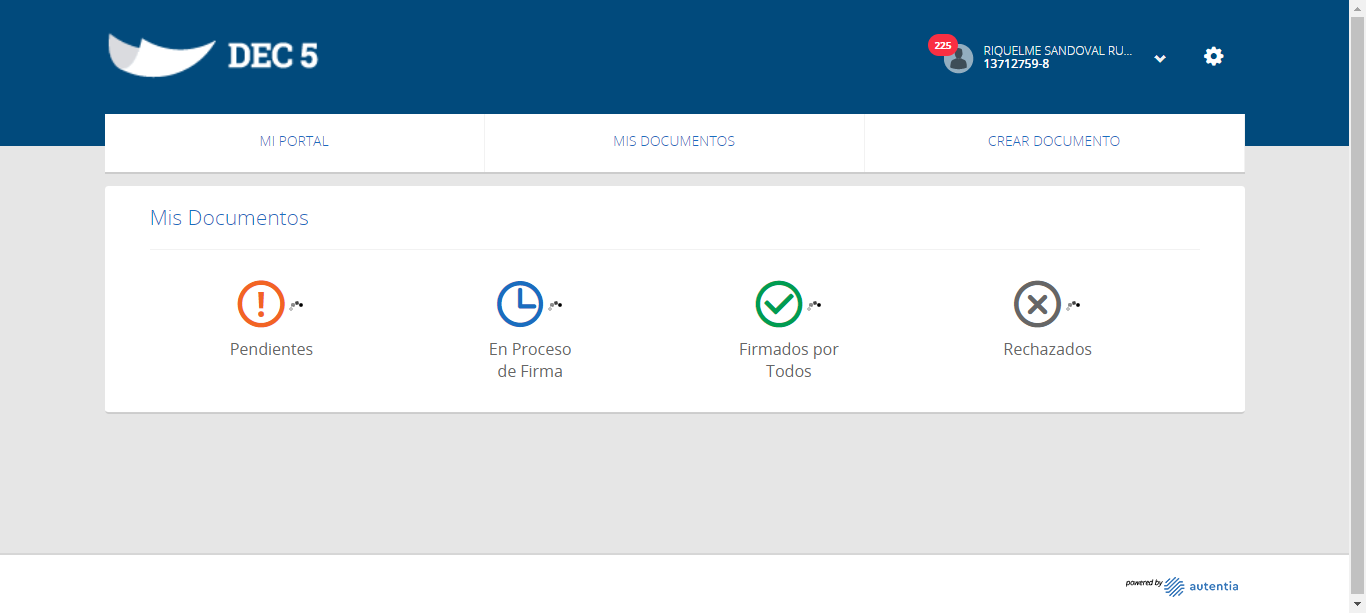 DEC 5
225
RIQUELME SANDOVAL RU...
13712759-8
MI PORTAL
MIS DOCUMENTOS
CREAR DOCUMENTO
Mis Documentos
Pendientes
En Proceso
de Firma
Firmados por
Todos
Rechazados
powered by autentia